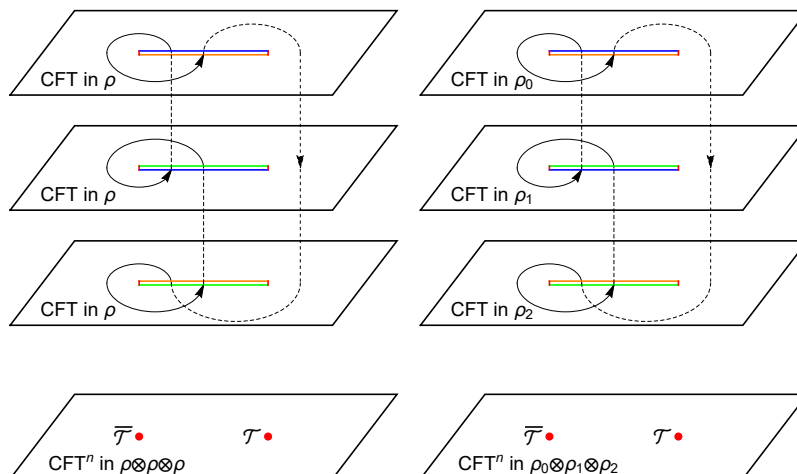 CFT in ρ
CFT in ρ₀
CFT in ρ
CFT in ρ₁
CFT in ρ
CFT in ρ₂
𝒯̅ 𝒯
CFTⁿ in ρ⊗ρ⊗ρ
𝒯̅ 𝒯
CFTⁿ in ρ₀⊗ρ₁⊗ρ₂